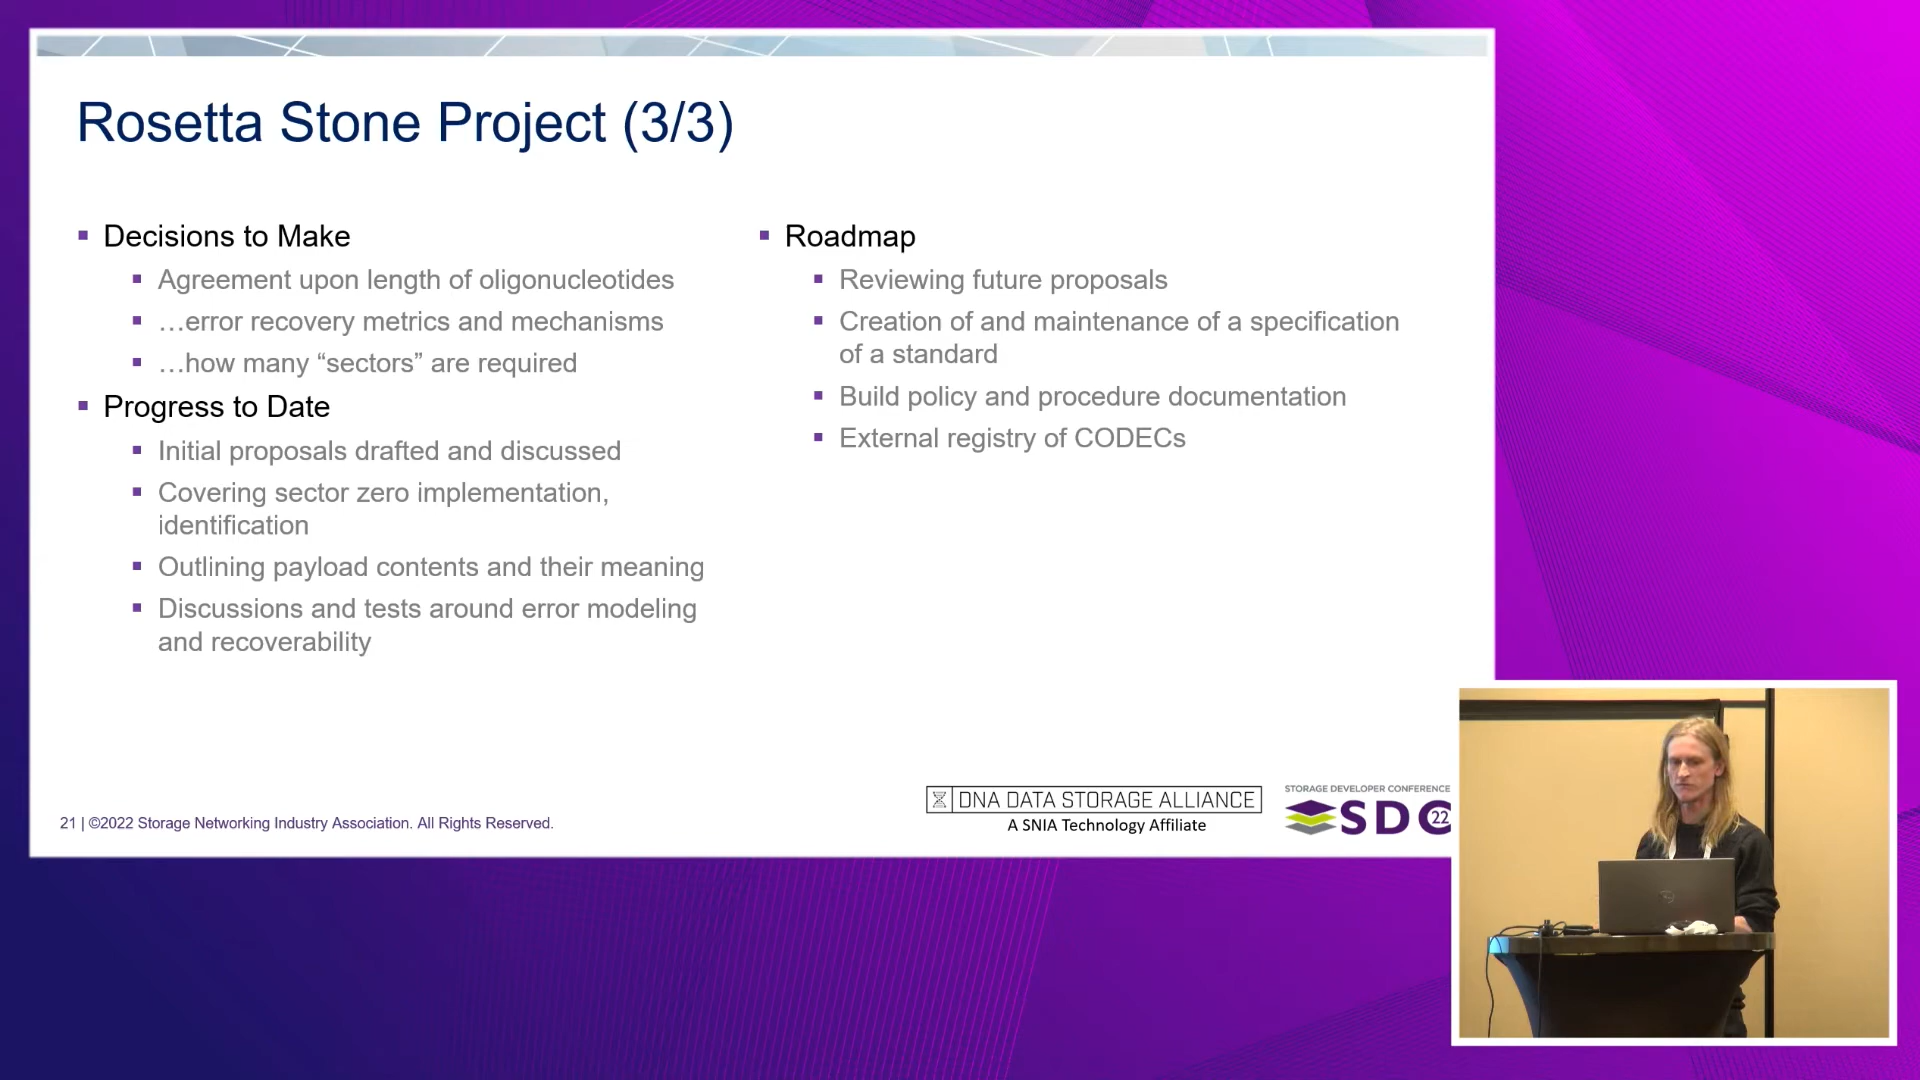 Rosetta Stone Project (3/3)
Decisions to Make
Agreement upon length of oligonucleotides
…error recovery metrics and mechanisms
…how many “sectors” are required
Progress to Date
Initial proposals drafted and discussed
Covering sector zero implementation,
identification
Outlining payload contents and their meaning
Discussions and tests around error modeling
and recoverability
Roadmap
Reviewing future proposals
Creation of and maintenance of a specification
of a standard
Build policy and procedure documentation
External registry of CODECs
21 | ©2022 Storage Networking Industry Association. All Rights Reserved.
DNA DATA STORAGE ALLIANCE
A SNIA Technology Affiliate
STORAGE DEVELOPER CONFERENCE
SDC 22